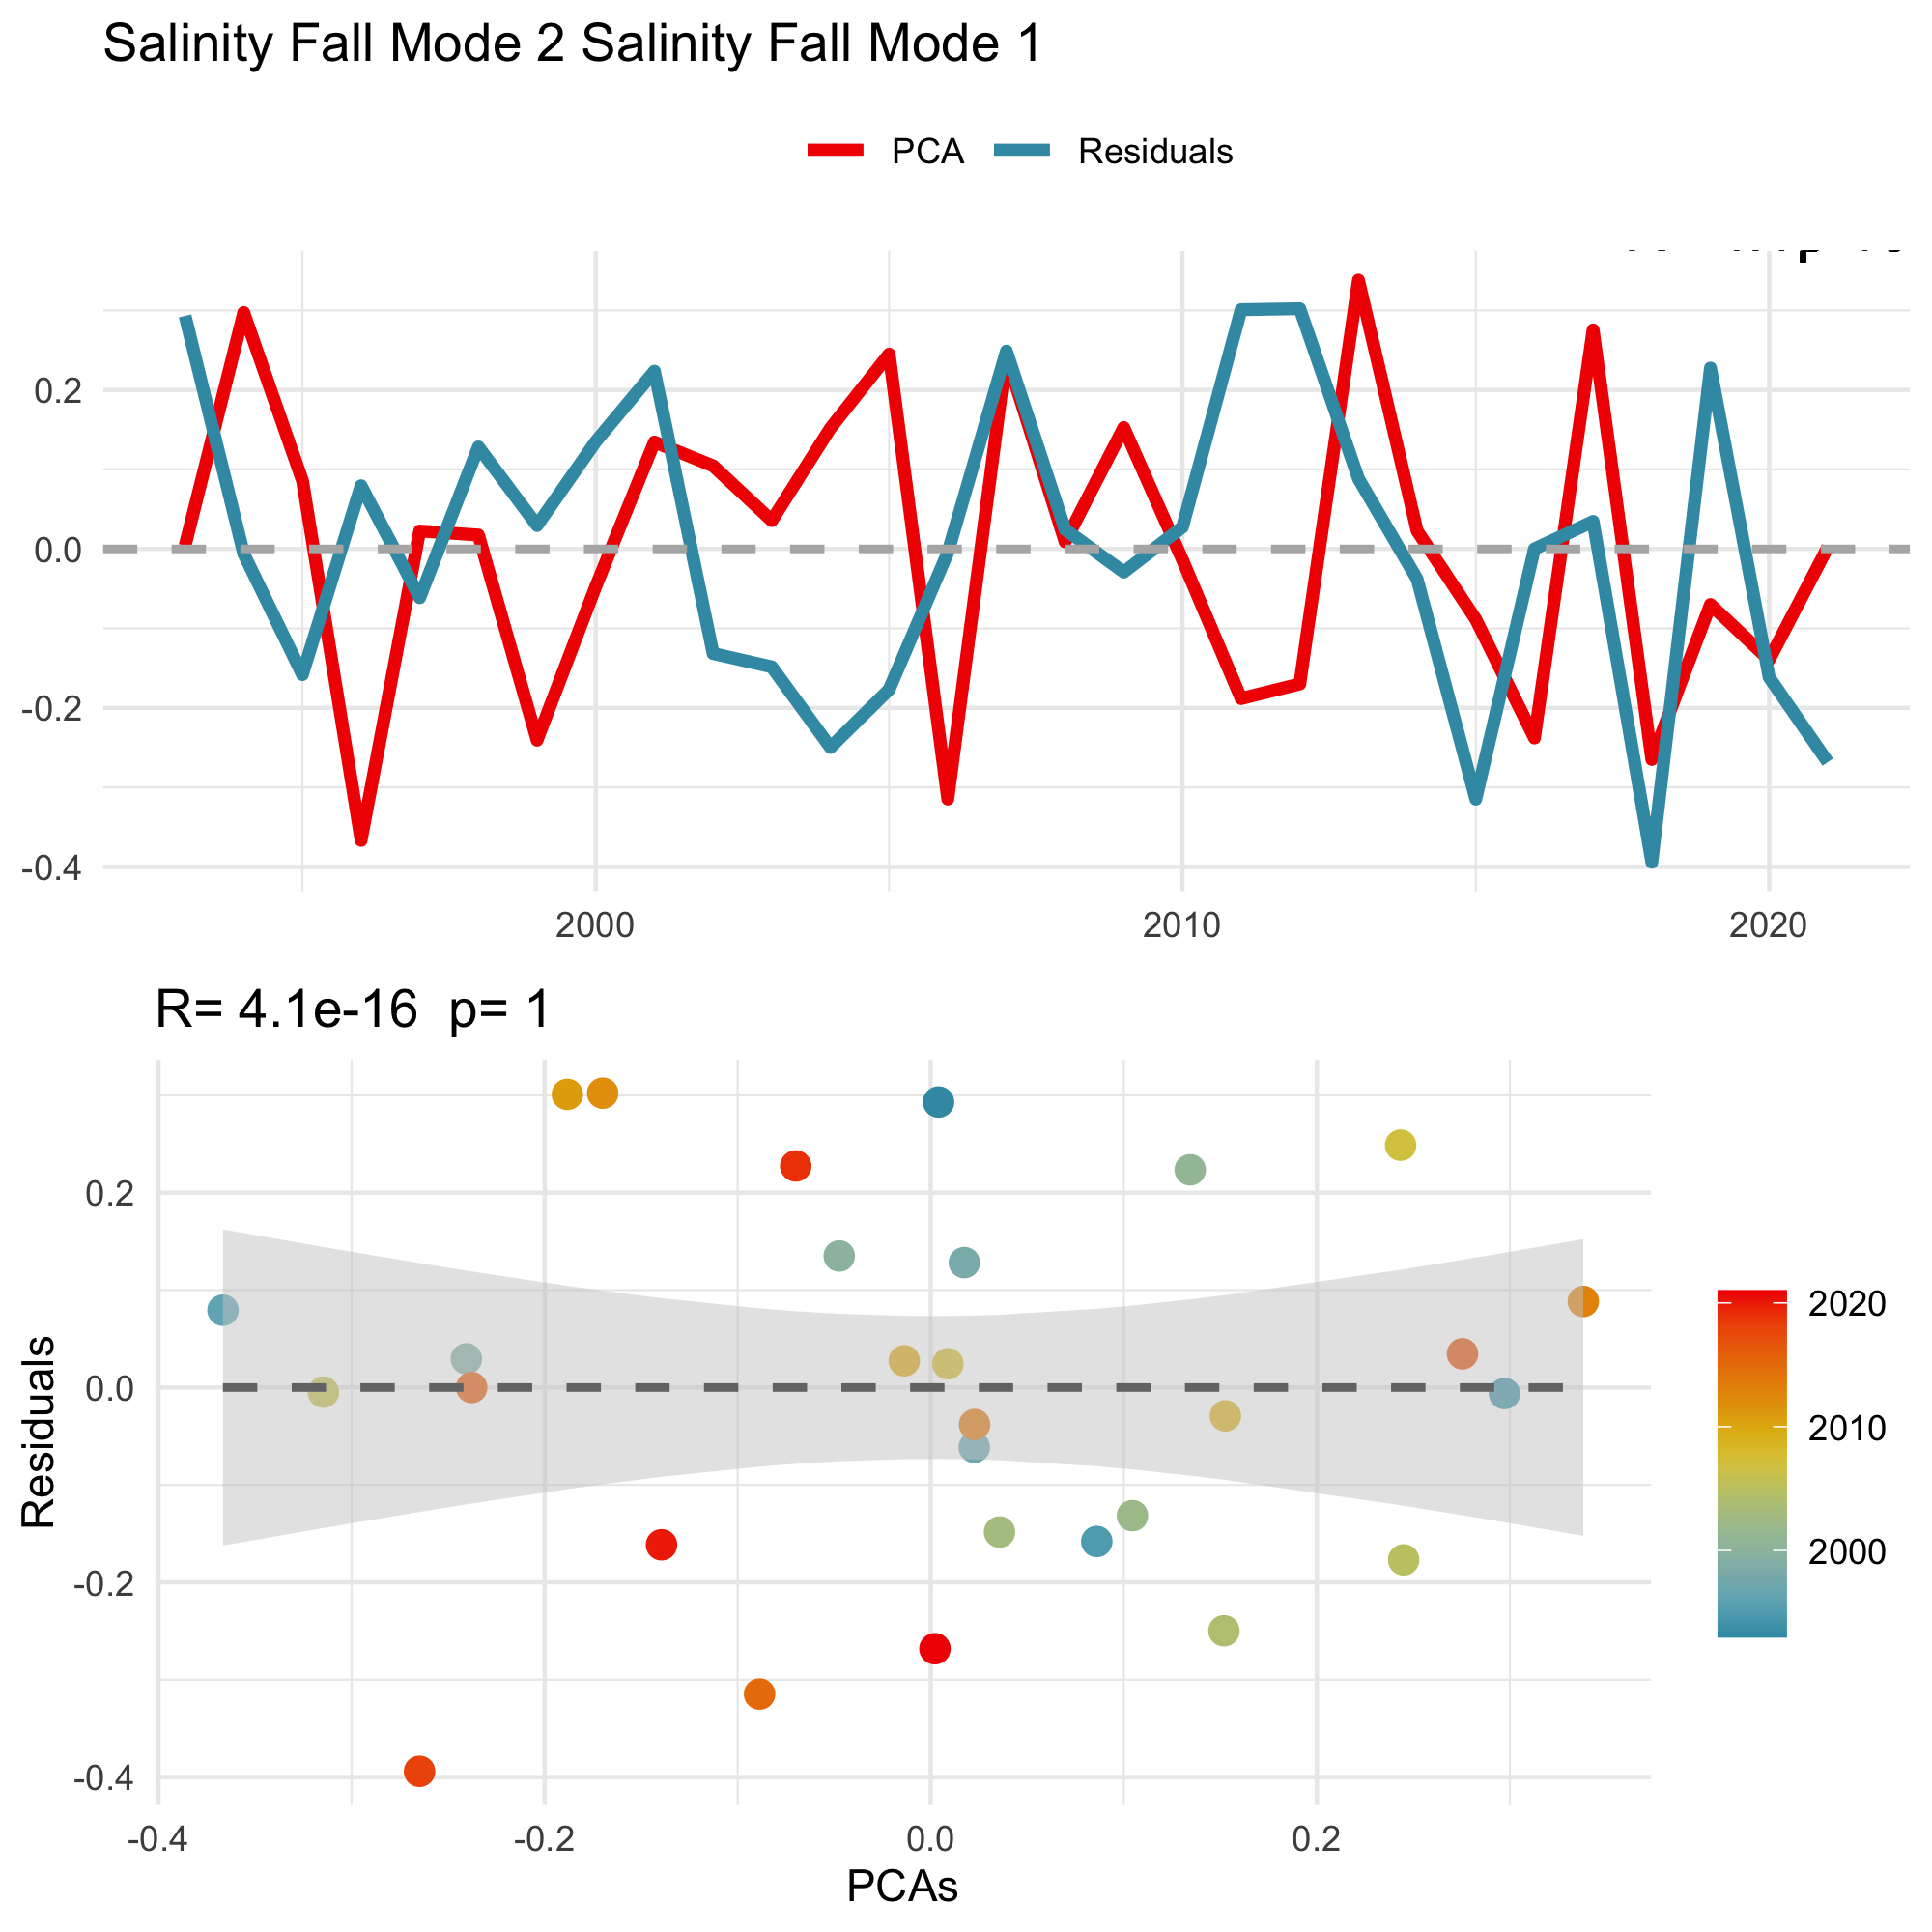 Salinity Fall Mode 2 Salinity Fall Mode 1
PCA Residuals
0.2
0.0
-0.2
-0.4
2000 2010 2020
R= 4.1e-16 p= 1
Residuals
0.2
0.0
-0.2
-0.4
-0.4 -0.2 0.0 0.2
PCAs
2020
2010
2000